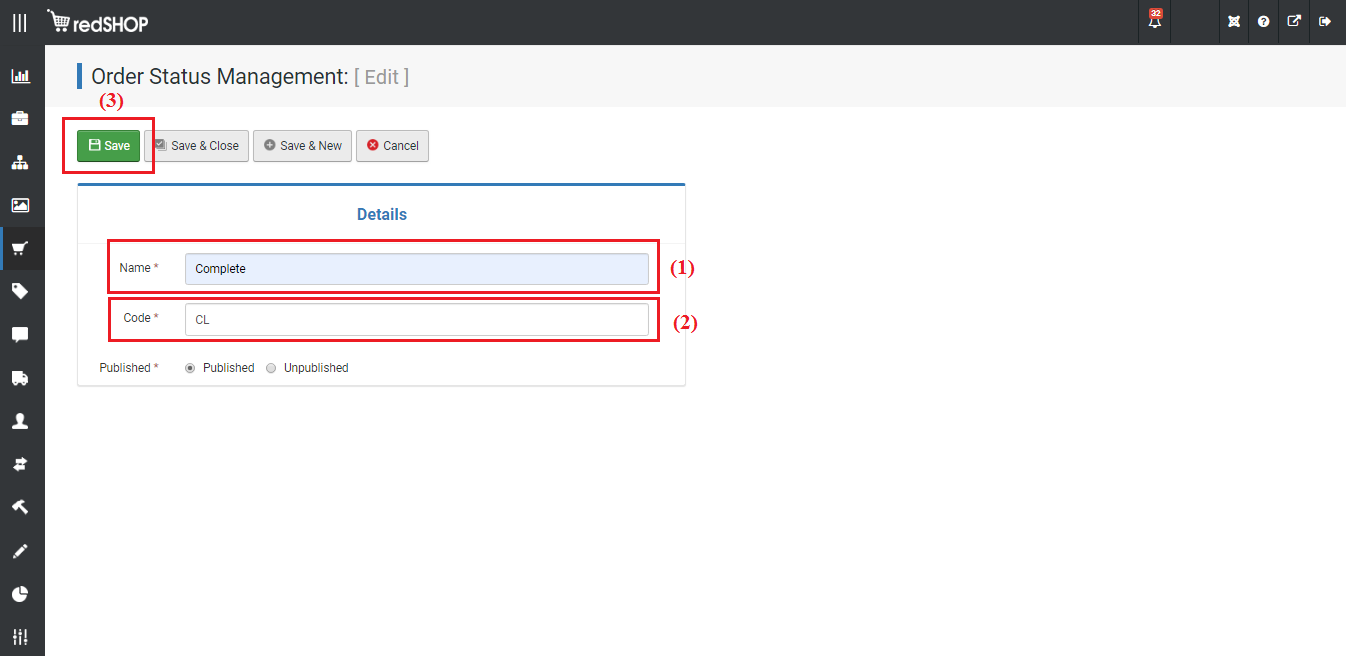 redSHOP
32
Order Status Management: [ Edit ]
(3)
Save
Save & Close
Save & New
Cancel
Details
Name *
Complete
(1)
Code *
CL
(2)
Published *
Published
Unpublished